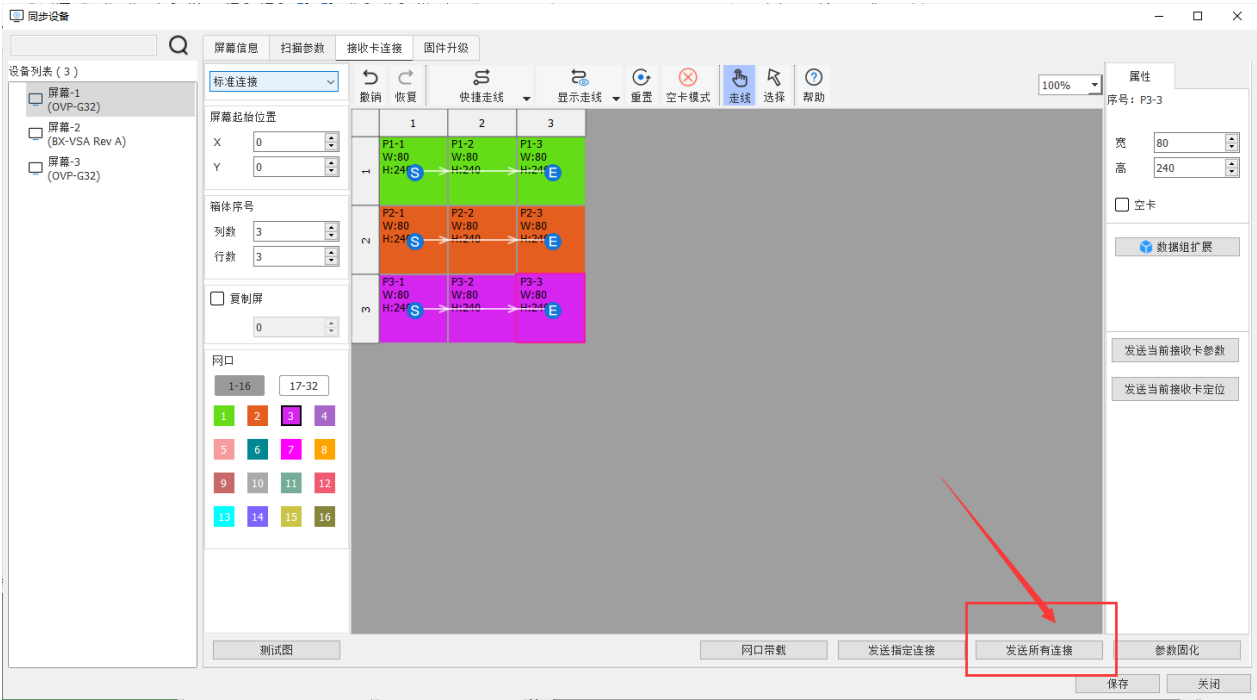 同步设备
屏幕信息 扫描参数 接收卡连接 固件升级
设备列表 ( 3 )
屏幕-1
(OVP-G32)
屏幕-2
(BX-VSA Rev A)
屏幕-3
(OVP-G32)
标准连接
屏幕起始位置
X 0
Y 0
箱体序号
列数 3
行数 3
复制屏
0
网口
1-16 17-32
1 2 3 4
5 6 7 8
9 10 11 12
13 14 15 16
测试图
撤销 恢复 快捷走线 显示走线 重置 空卡模式 走线 选择 帮助
100%
1 2 3
1
P1-1 P1-2 P1-3
W:80 W:80 W:80
H:240 H:240 H:240
S E
2
P2-1 P2-2 P2-3
W:80 W:80 W:80
H:240 H:240 H:240
S E
3
P3-1 P3-2 P3-3
W:80 W:80 W:80
H:240 H:240 H:240
S E
属性
序号: P3-3
宽 80
高 240
空卡
数据组扩展
发送当前接收卡参数
发送当前接收卡定位
网口带载 发送指定连接 发送所有连接 参数固化
保存 关闭